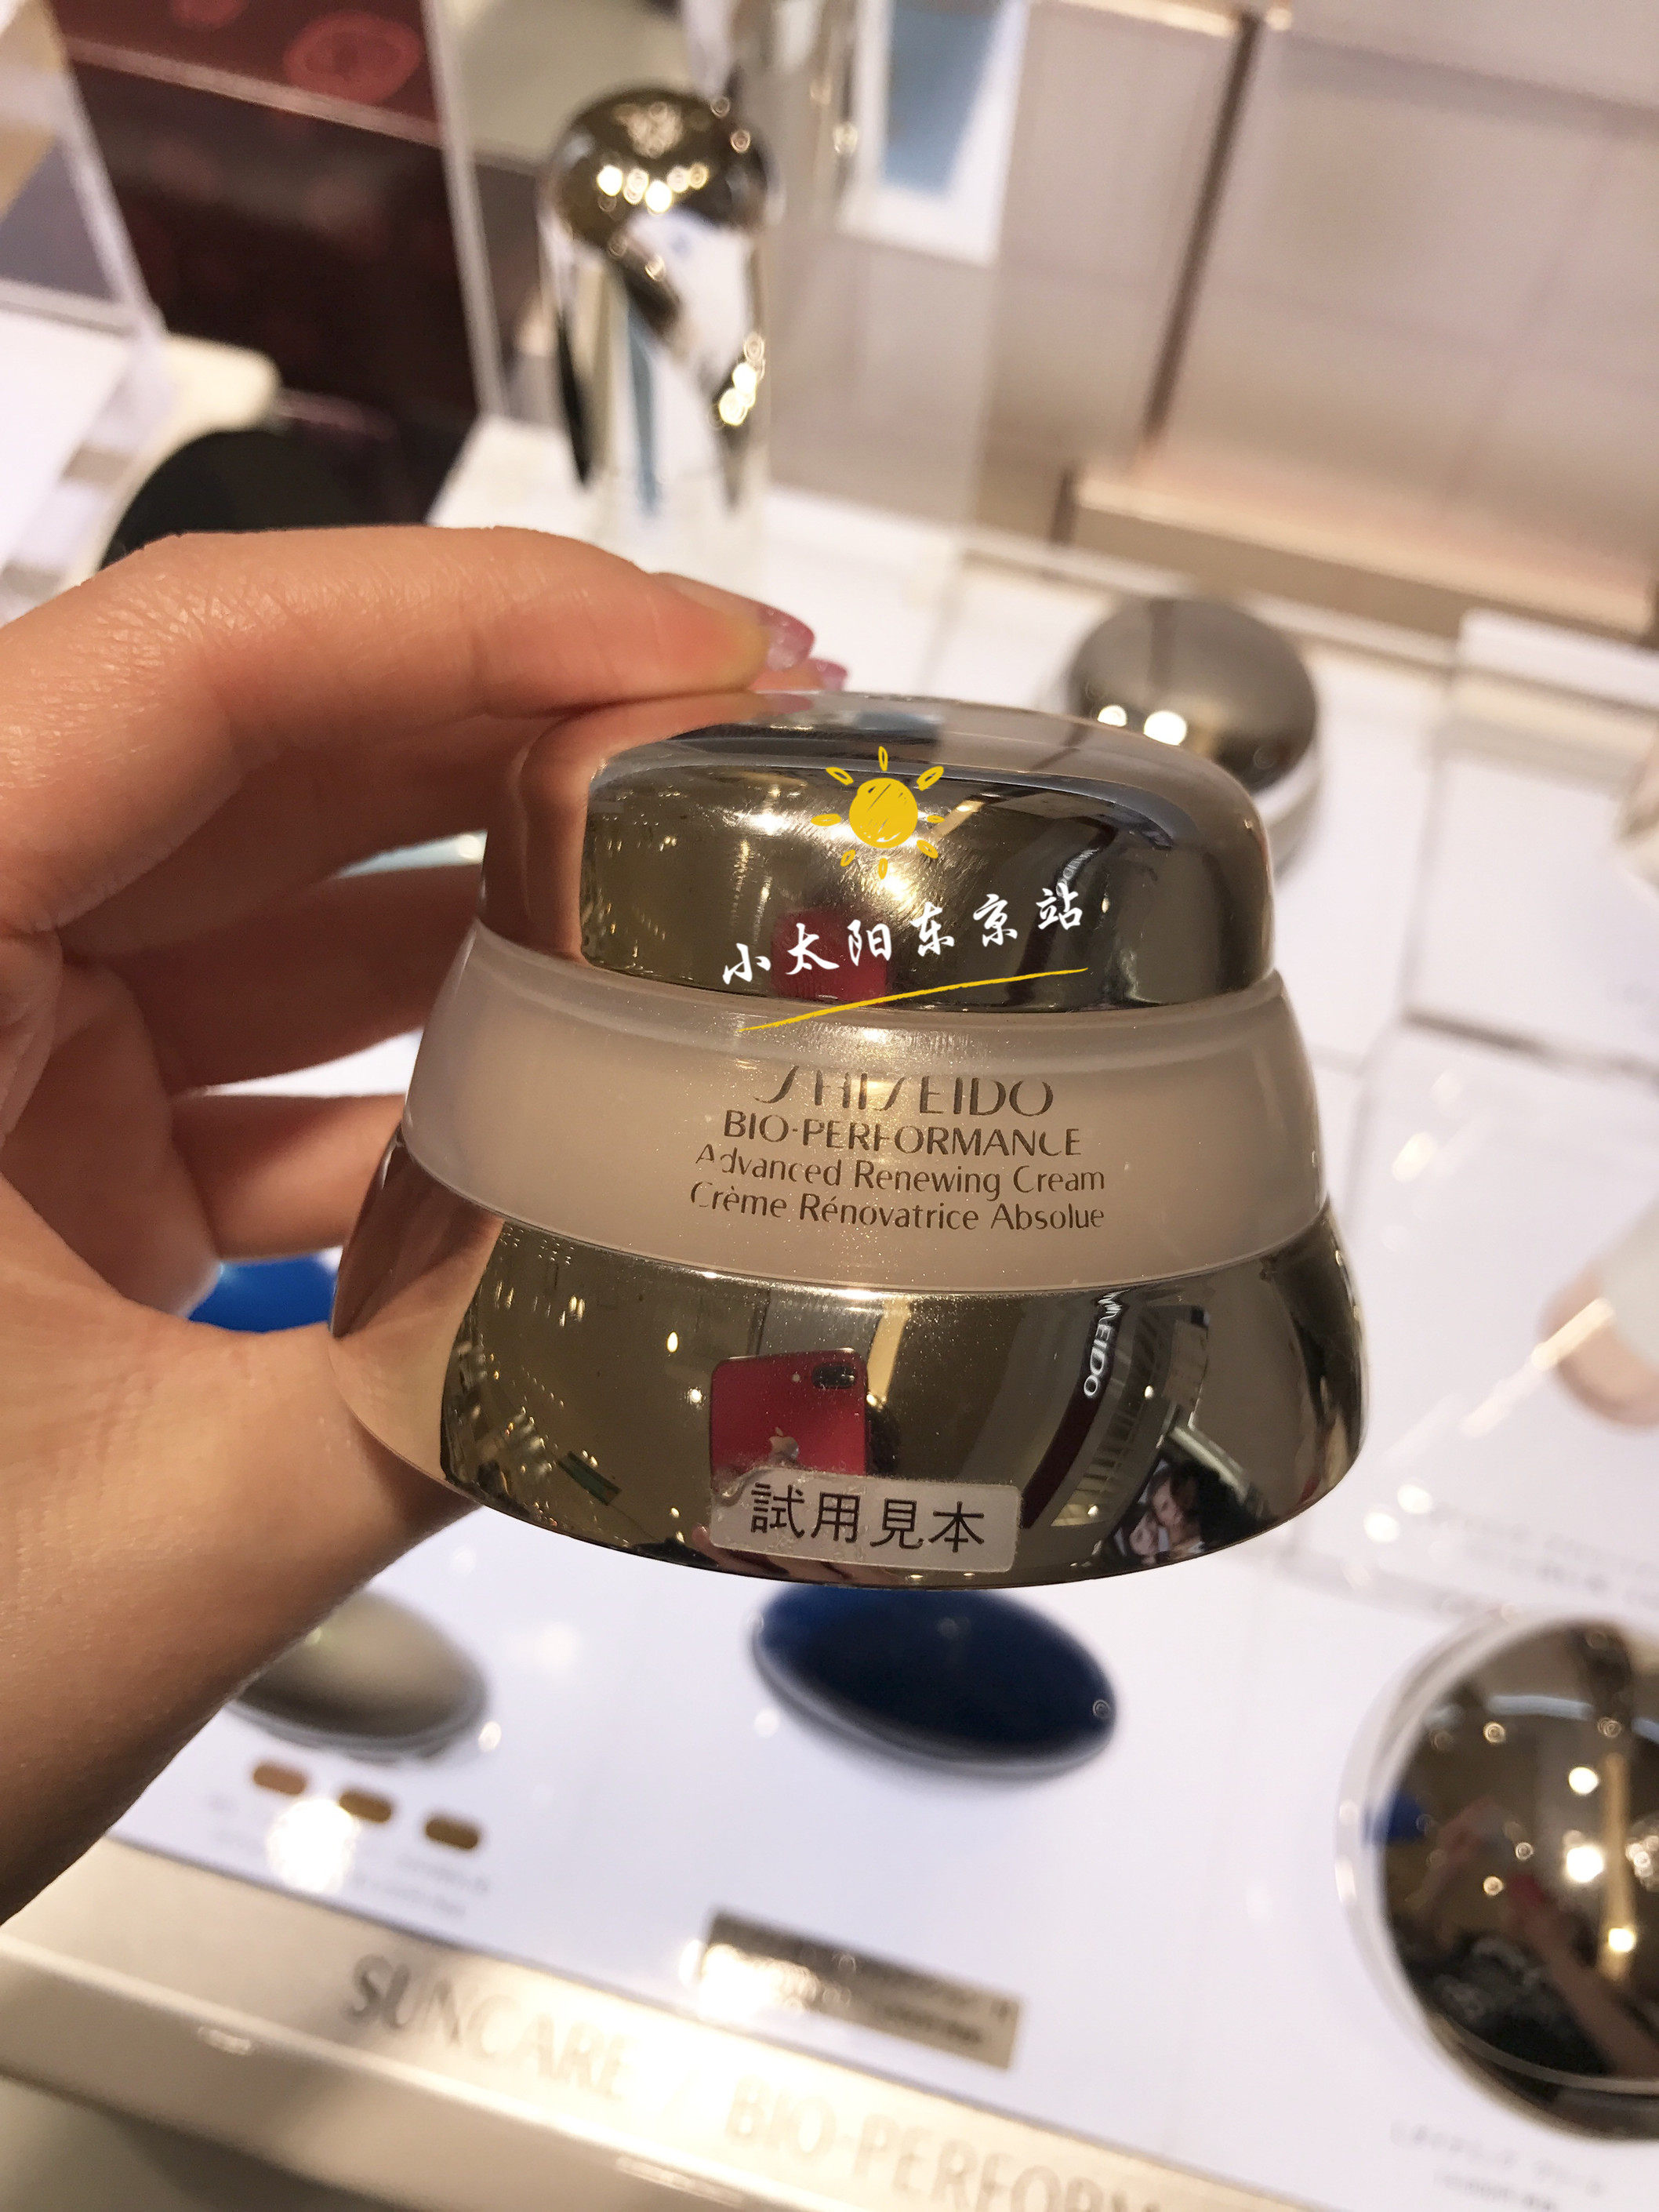 小太阳东京站
SHISEIDO
BIO-PERFORMANCE
Advanced Renewing Cream
Crème Rénovatrice Absolue
試用見本
SUNCARE / BIO-PERFORM